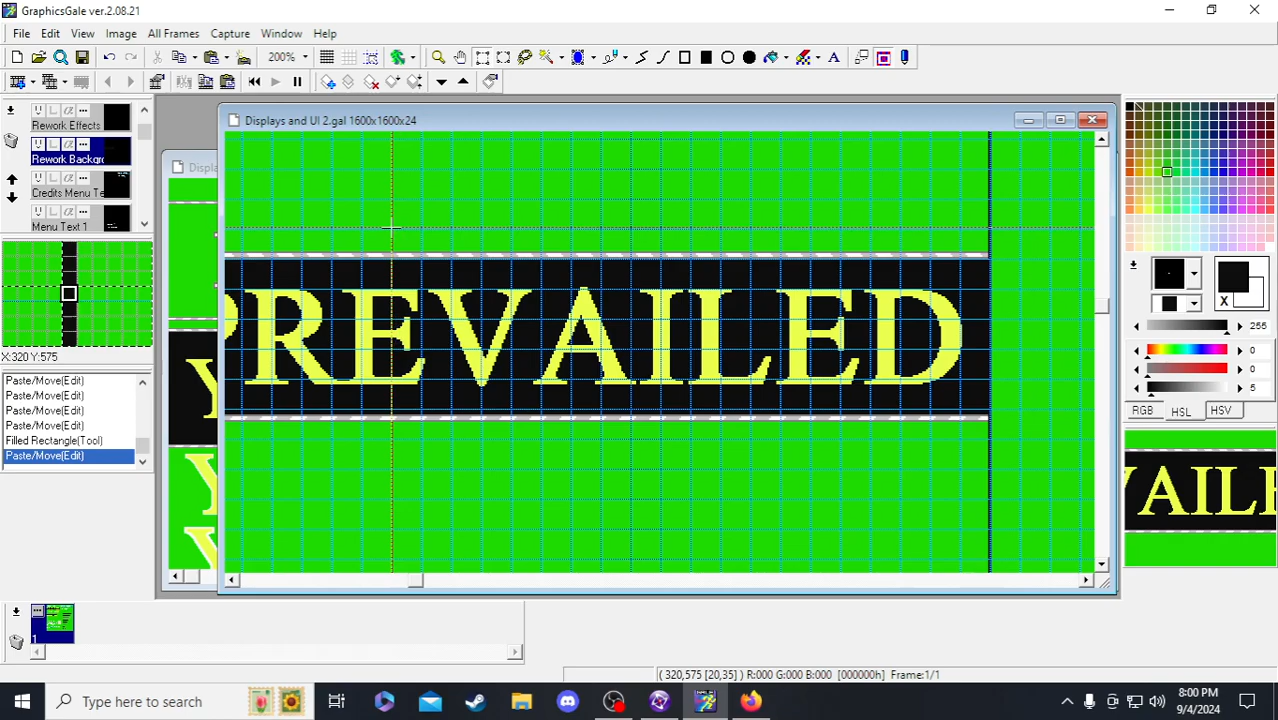 GraphicsGale ver.2.08.21
File Edit View Image All Frames Capture Window Help
200%
Rework Effects
Rework Backgro
Credits Menu Te
Menu Text 1
Displays and UI 2.gal 1600x1600x24
Displa
PREVAILED
X:320 Y:575
Paste/Move(Edit)
Paste/Move(Edit)
Paste/Move(Edit)
Paste/Move(Edit)
Filled Rectangle(Tool)
Paste/Move(Edit)
X
255
0
0
5
RGB HSL HSV
VAILE
Y
Y
Y
1
( 320,575 [20,35] ) R:000 G:000 B:000 [000000h] Frame:1/1
Type here to search
8:00 PM
9/4/2024